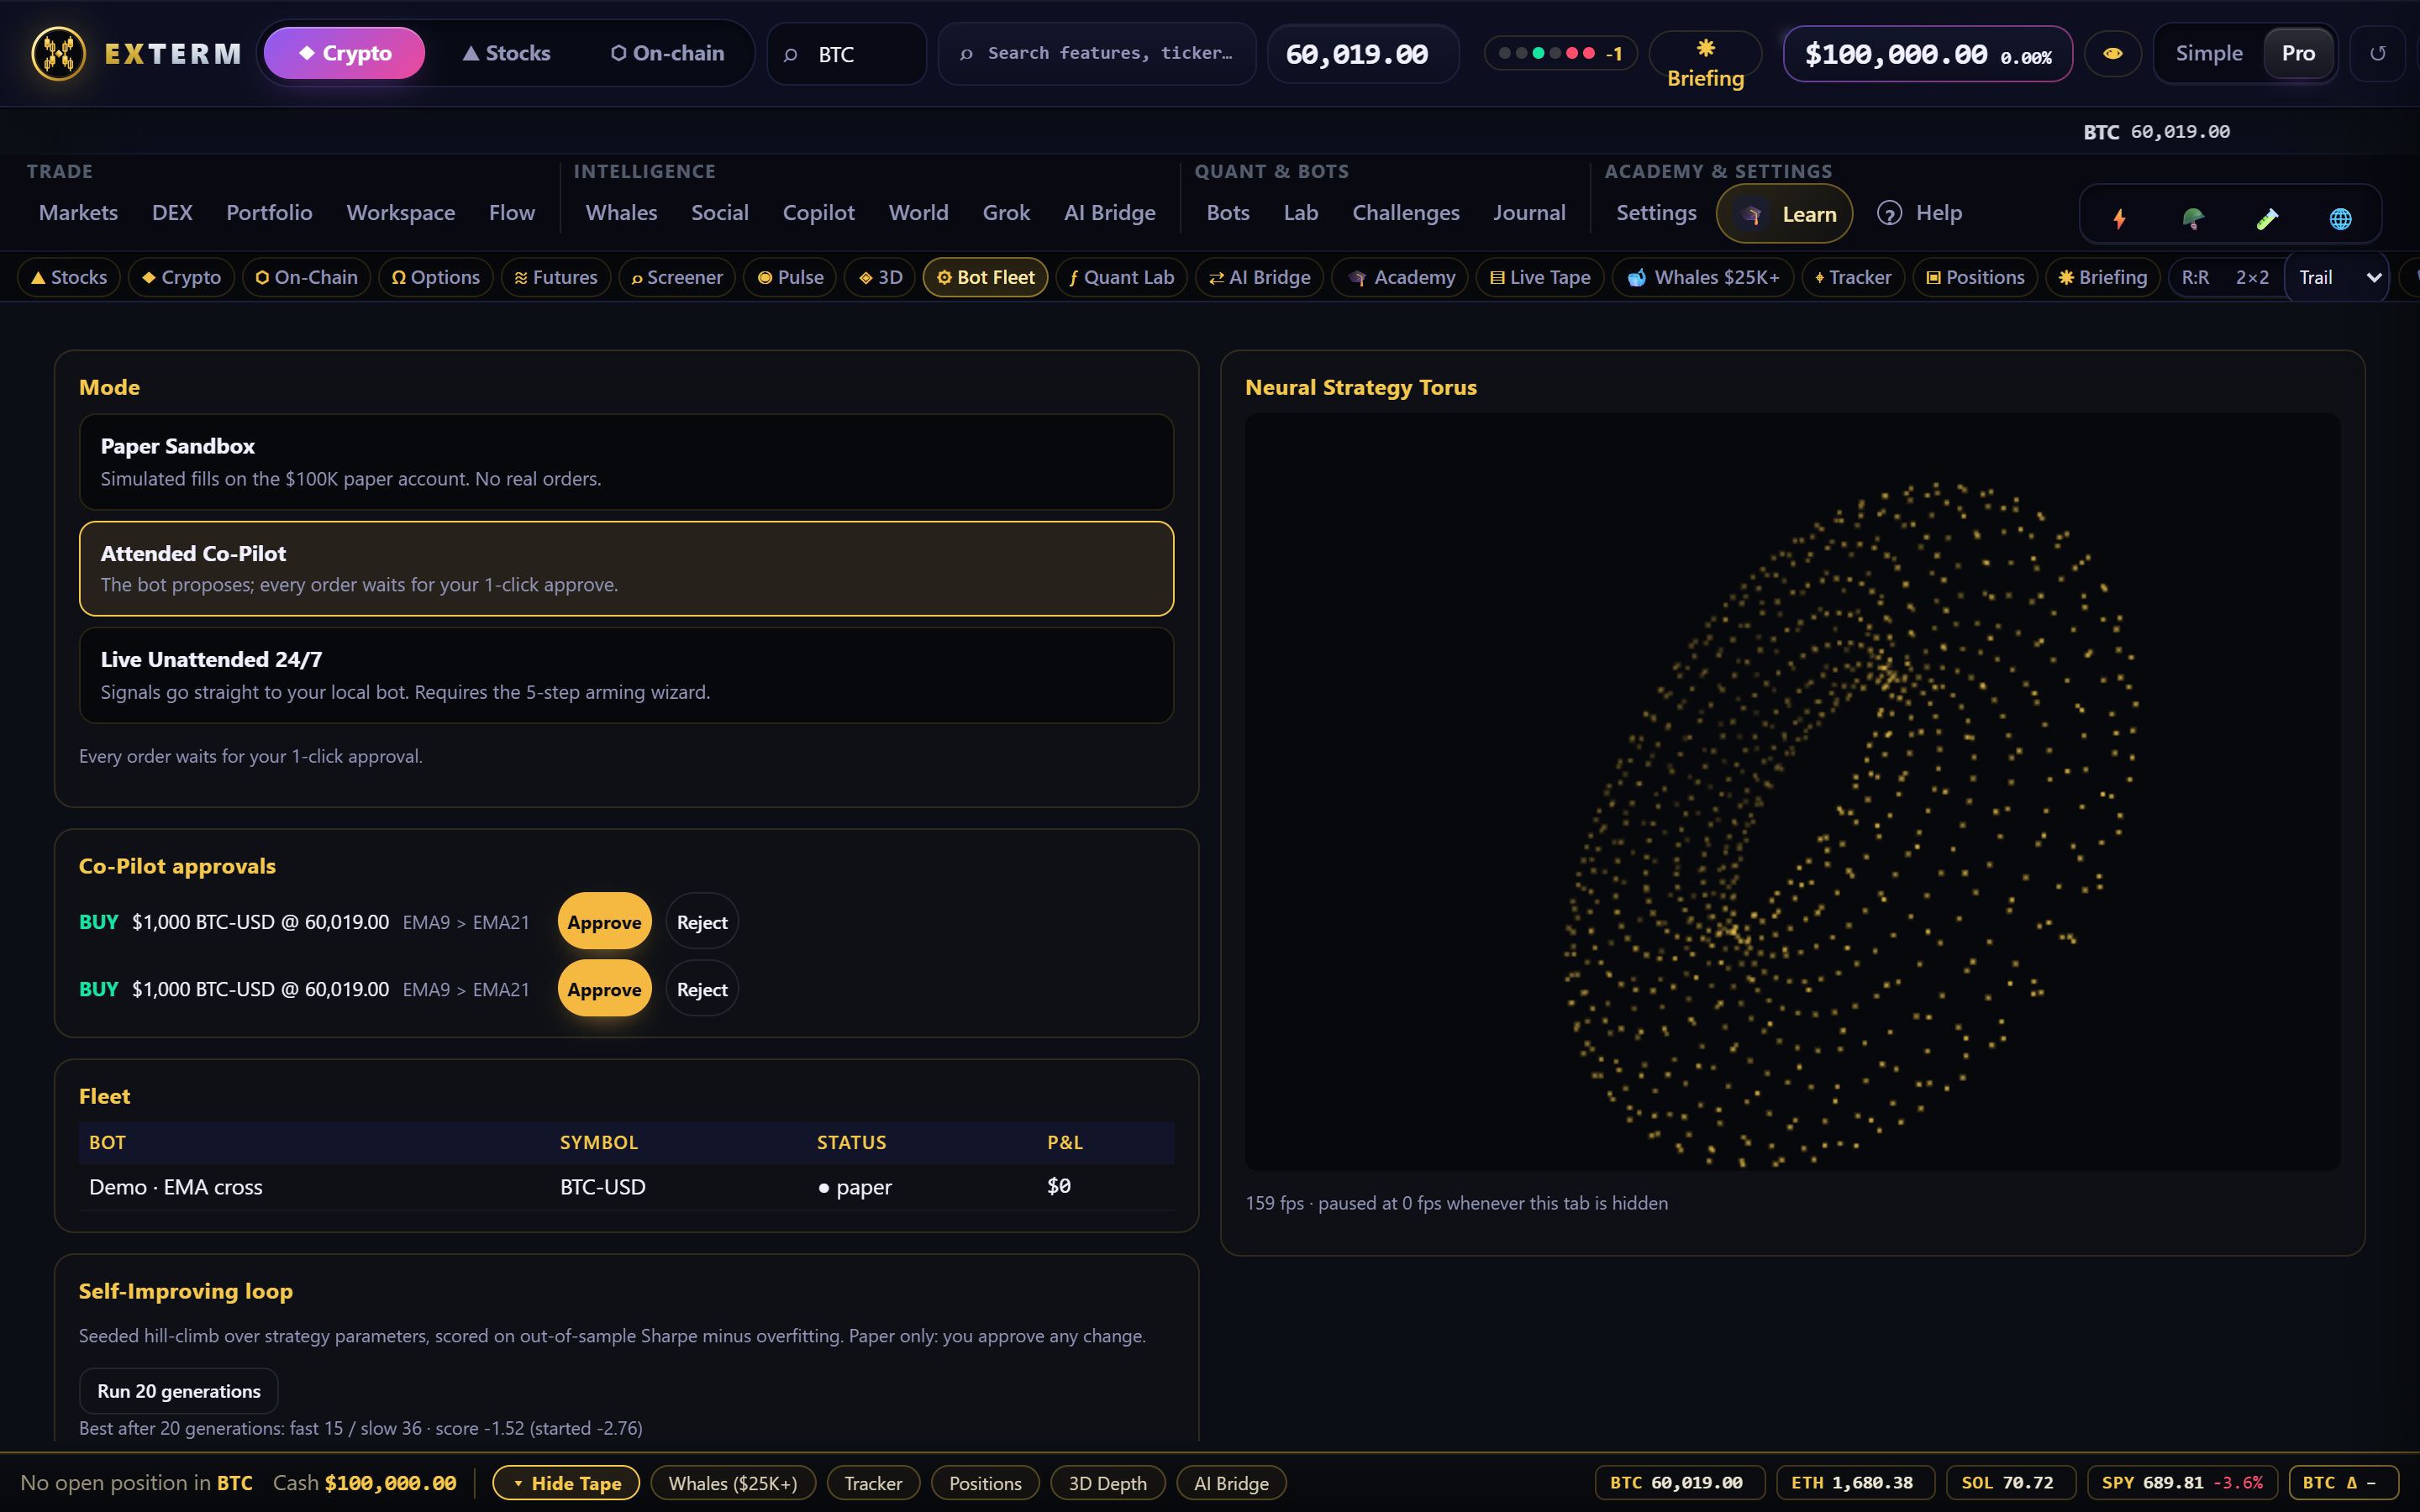 EXTERM
Crypto
Stocks
On-chain
BTC
Search features, ticker…
60,019.00
-1
Briefing
$100,000.00 0.00%
Simple
Pro
BTC 60,019.00
TRADE
Markets DEX Portfolio Workspace Flow
INTELLIGENCE
Whales Social Copilot World Grok AI Bridge
QUANT & BOTS
Bots Lab Challenges Journal
ACADEMY & SETTINGS
Settings Learn ? Help
Stocks Crypto On-Chain Options Futures Screener Pulse 3D Bot Fleet Quant Lab AI Bridge Academy Live Tape Whales $25K+ Tracker Positions Briefing R:R 2×2 Trail
Mode
Paper Sandbox
Simulated fills on the $100K paper account. No real orders.
Attended Co-Pilot
The bot proposes; every order waits for your 1-click approve.
Live Unattended 24/7
Signals go straight to your local bot. Requires the 5-step arming wizard.
Every order waits for your 1-click approval.
Co-Pilot approvals
BUY $1,000 BTC-USD @ 60,019.00 EMA9 > EMA21 Approve Reject
BUY $1,000 BTC-USD @ 60,019.00 EMA9 > EMA21 Approve Reject
Fleet
BOT SYMBOL STATUS P&L
Demo · EMA cross BTC-USD ● paper $0
Self-Improving loop
Seeded hill-climb over strategy parameters, scored on out-of-sample Sharpe minus overfitting. Paper only: you approve any change.
Run 20 generations
Best after 20 generations: fast 15 / slow 36 · score -1.52 (started -2.76)
Neural Strategy Torus
159 fps · paused at 0 fps whenever this tab is hidden
No open position in BTC Cash $100,000.00 Hide Tape Whales ($25K+) Tracker Positions 3D Depth AI Bridge BTC 60,019.00 ETH 1,680.38 SOL 70.72 SPY 689.81 -3.6% BTC Δ –